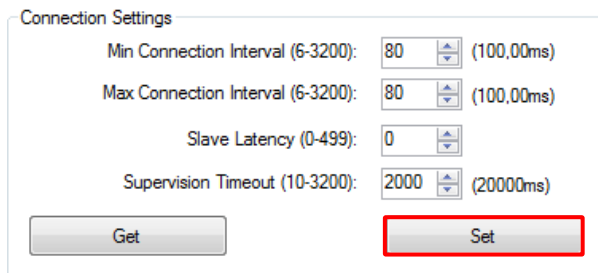 Connection Settings
Min Connection Interval (6-3200): 80 (100,00ms)
Max Connection Interval (6-3200): 80 (100,00ms)
Slave Latency (0-499): 0
Supervision Timeout (10-3200): 2000 (20000ms)
Get Set